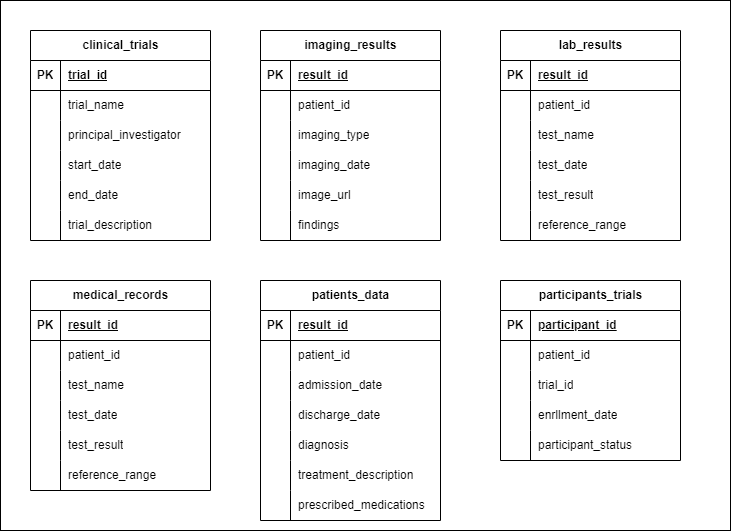 clinical_trials
PK trial_id
trial_name
principal_investigator
start_date
end_date
trial_description
imaging_results
PK result_id
patient_id
imaging_type
imaging_date
image_url
findings
lab_results
PK result_id
patient_id
test_name
test_date
test_result
reference_range
medical_records
PK result_id
patient_id
test_name
test_date
test_result
reference_range
patients_data
PK result_id
patient_id
admission_date
discharge_date
diagnosis
treatment_description
prescribed_medications
participants_trials
PK participant_id
patient_id
trial_id
enrllment_date
participant_status